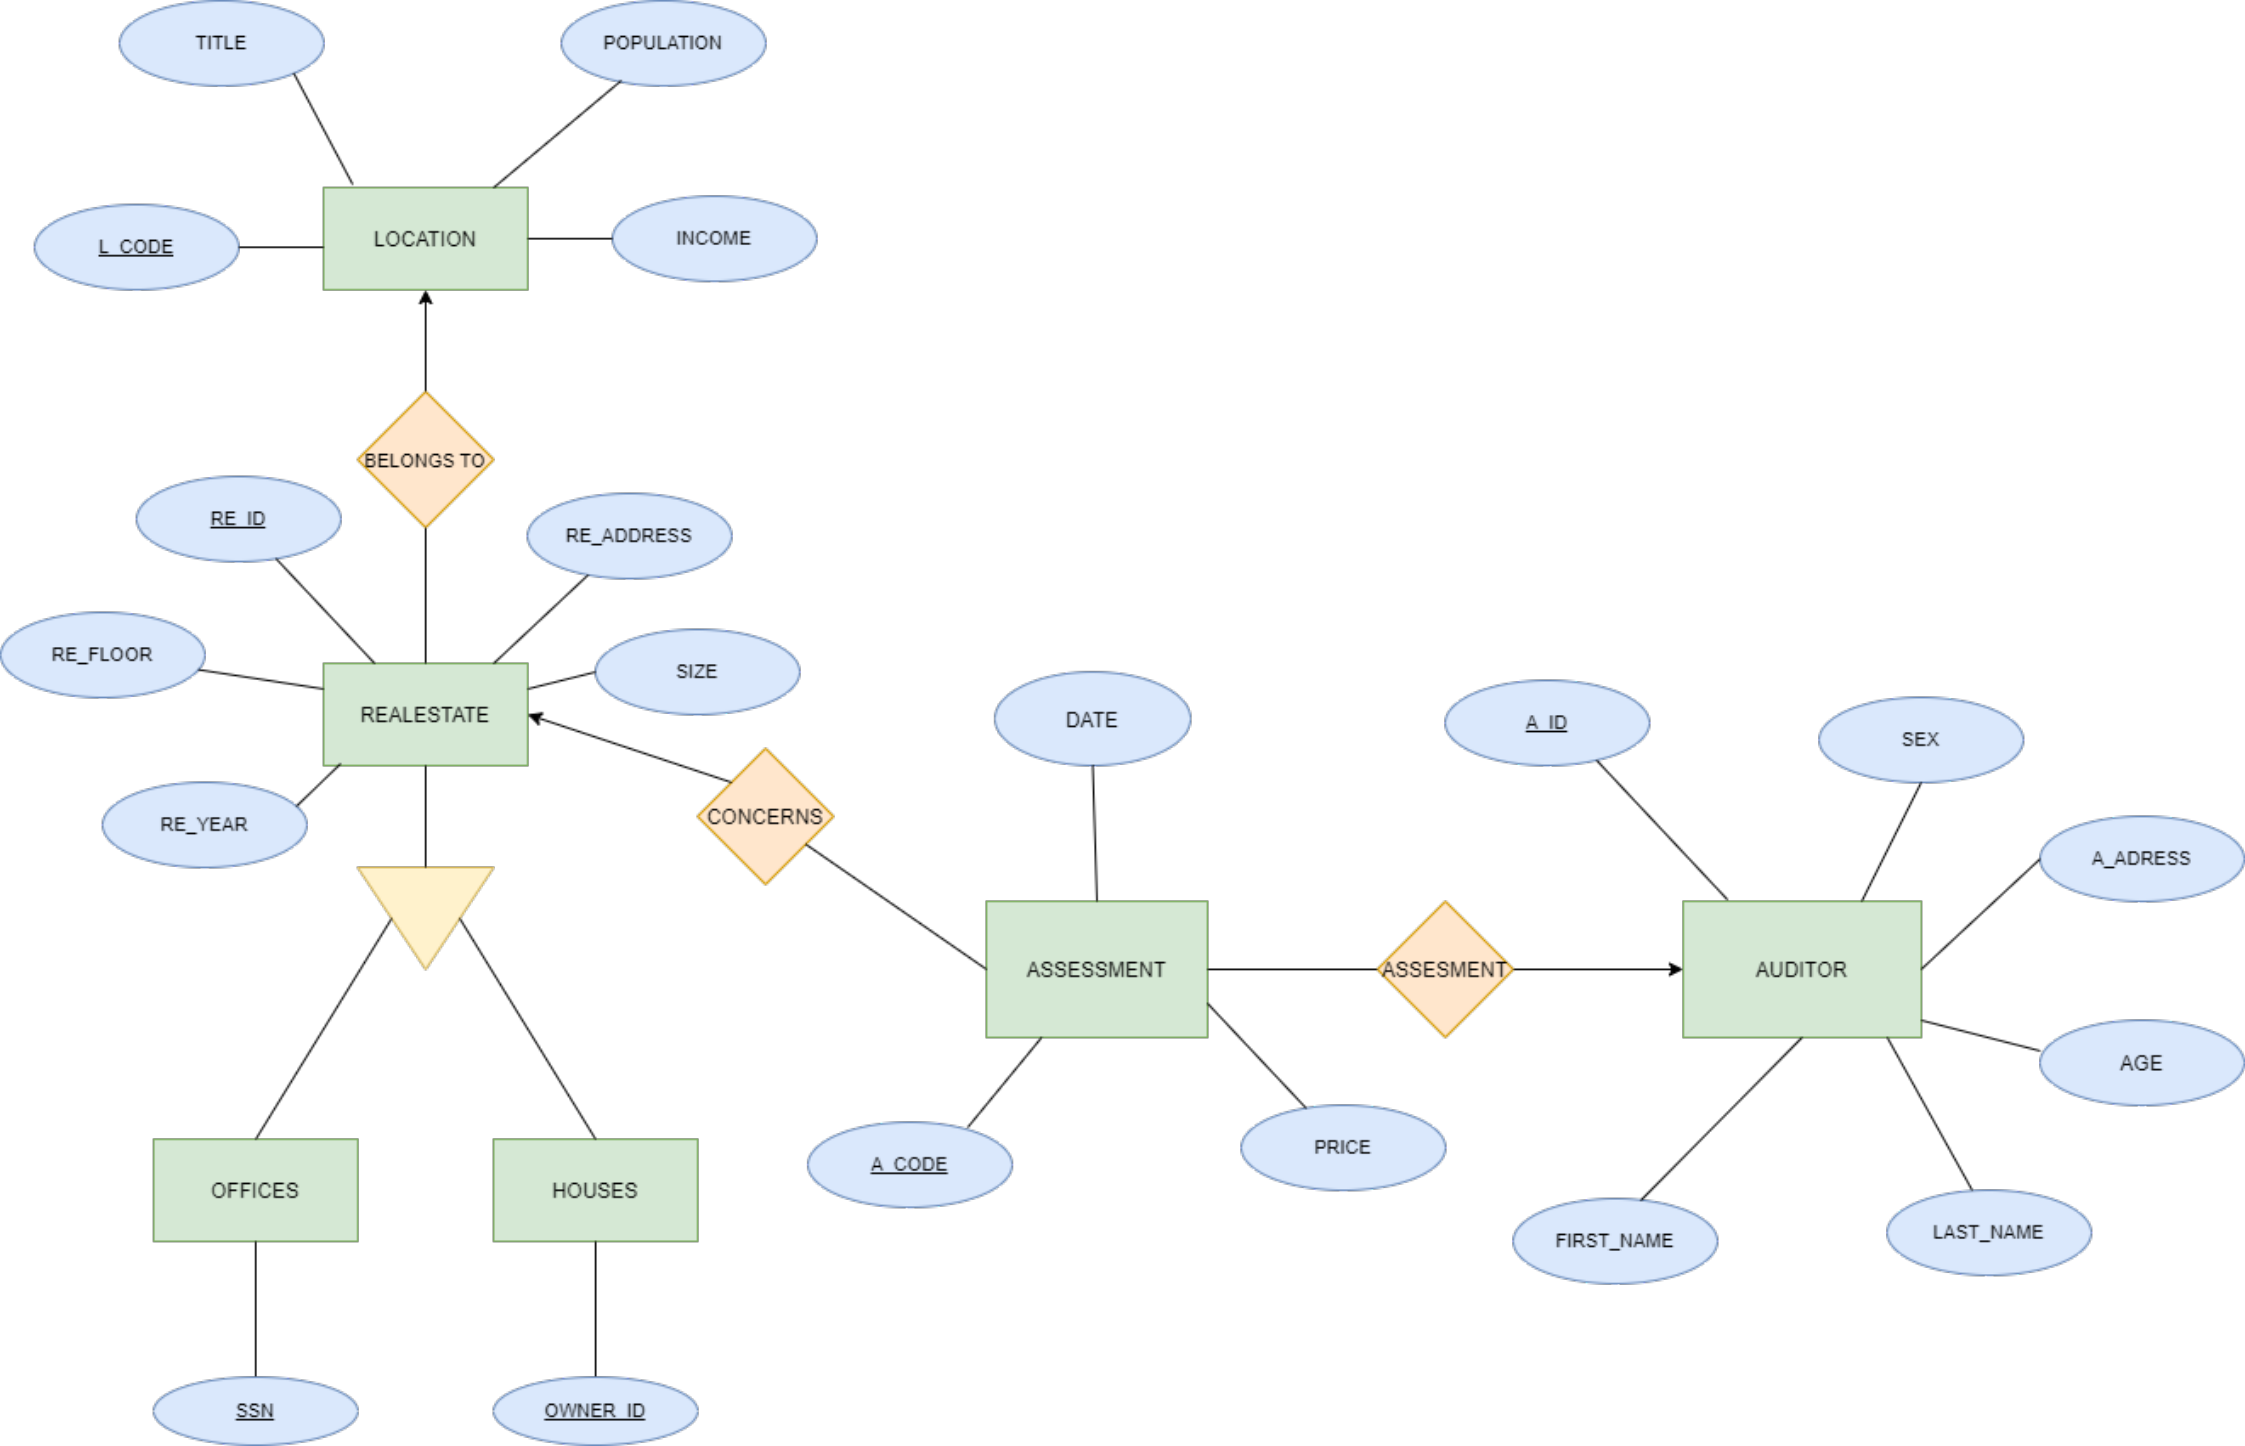 TITLE
POPULATION
L_CODE
LOCATION
INCOME
BELONGS TO
RE_ID
RE_ADDRESS
RE_FLOOR
SIZE
REALESTATE
RE_YEAR
CONCERNS
DATE
A_ID
SEX
A_ADRESS
ASSESSMENT
ASSESMENT
AUDITOR
AGE
A_CODE
PRICE
FIRST_NAME
LAST_NAME
OFFICES
HOUSES
SSN
OWNER_ID